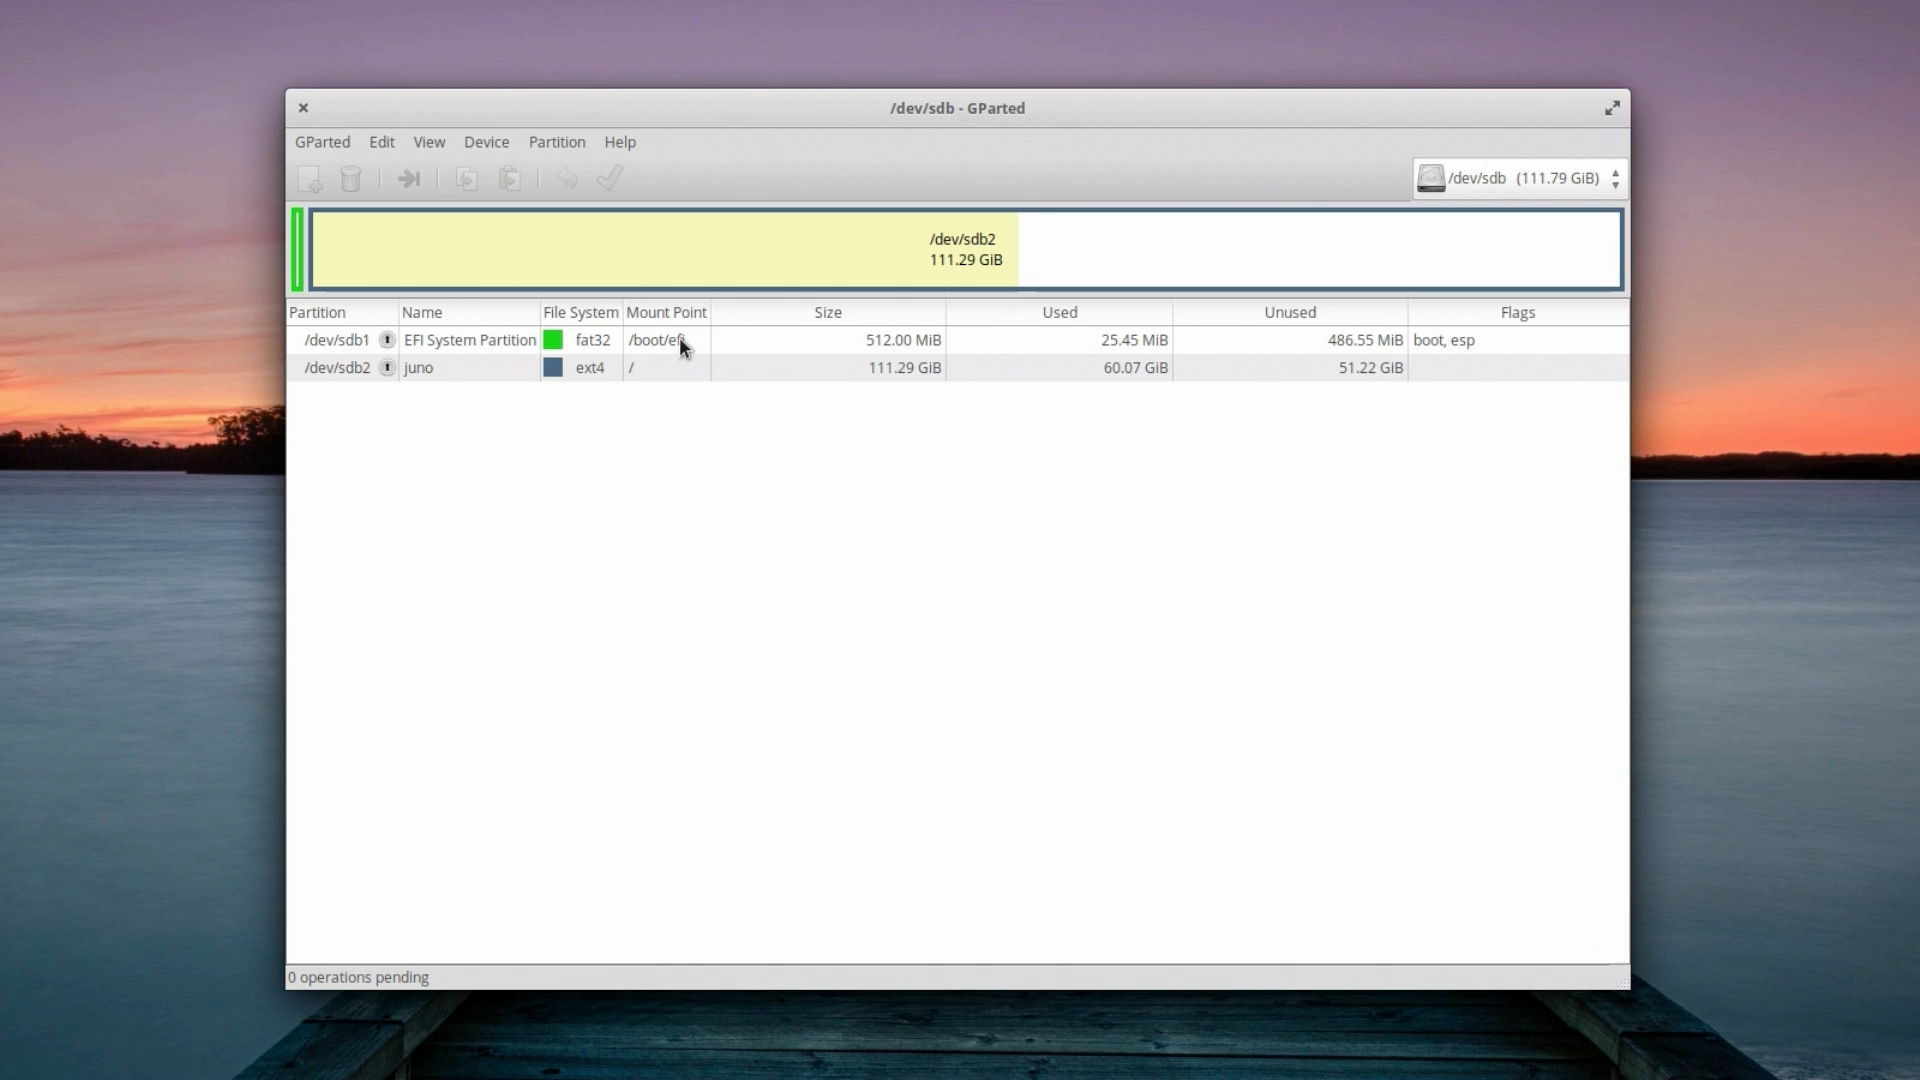 /dev/sdb - GParted
GParted Edit View Device Partition Help
/dev/sdb (111.79 GiB)
/dev/sdb2
111.29 GiB
Partition Name File System Mount Point Size Used Unused Flags
/dev/sdb1 EFI System Partition fat32 /boot/efi 512.00 MiB 25.45 MiB 486.55 MiB boot, esp
/dev/sdb2 juno ext4 / 111.29 GiB 60.07 GiB 51.22 GiB
0 operations pending